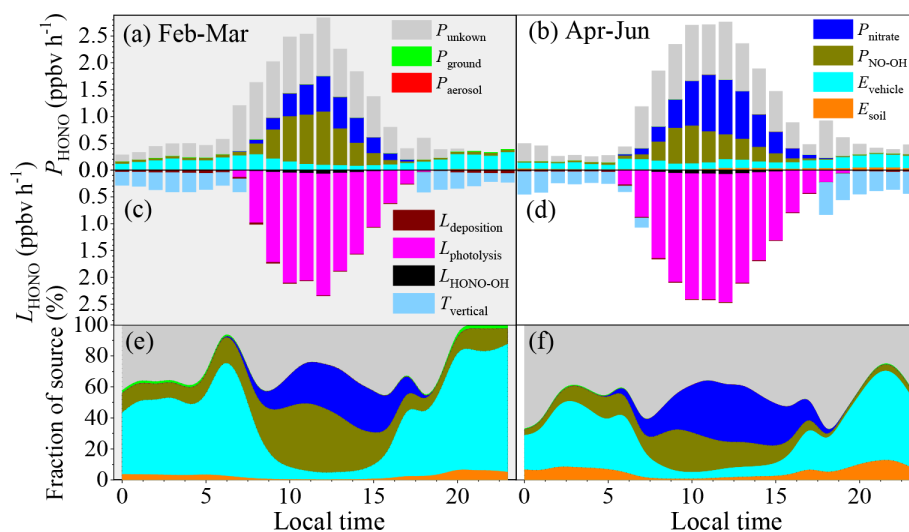 (a) Feb-Mar
P_unkown
P_ground
P_aerosol
(b) Apr-Jun
P_nitrate
P_NO-OH
E_vehicle
E_soil
P_HONO (ppbv h⁻¹)
2.5
2.0
1.5
1.0
0.5
0.0
(c)
L_deposition
L_photolysis
L_HONO-OH
T_vertical
(d)
L_HONO (ppbv h⁻¹)
0.5
1.0
1.5
2.0
2.5
(e)
(f)
Fraction of source (%)
100
80
60
40
20
0
0 5 10 15 20 0 5 10 15 20
Local time Local time